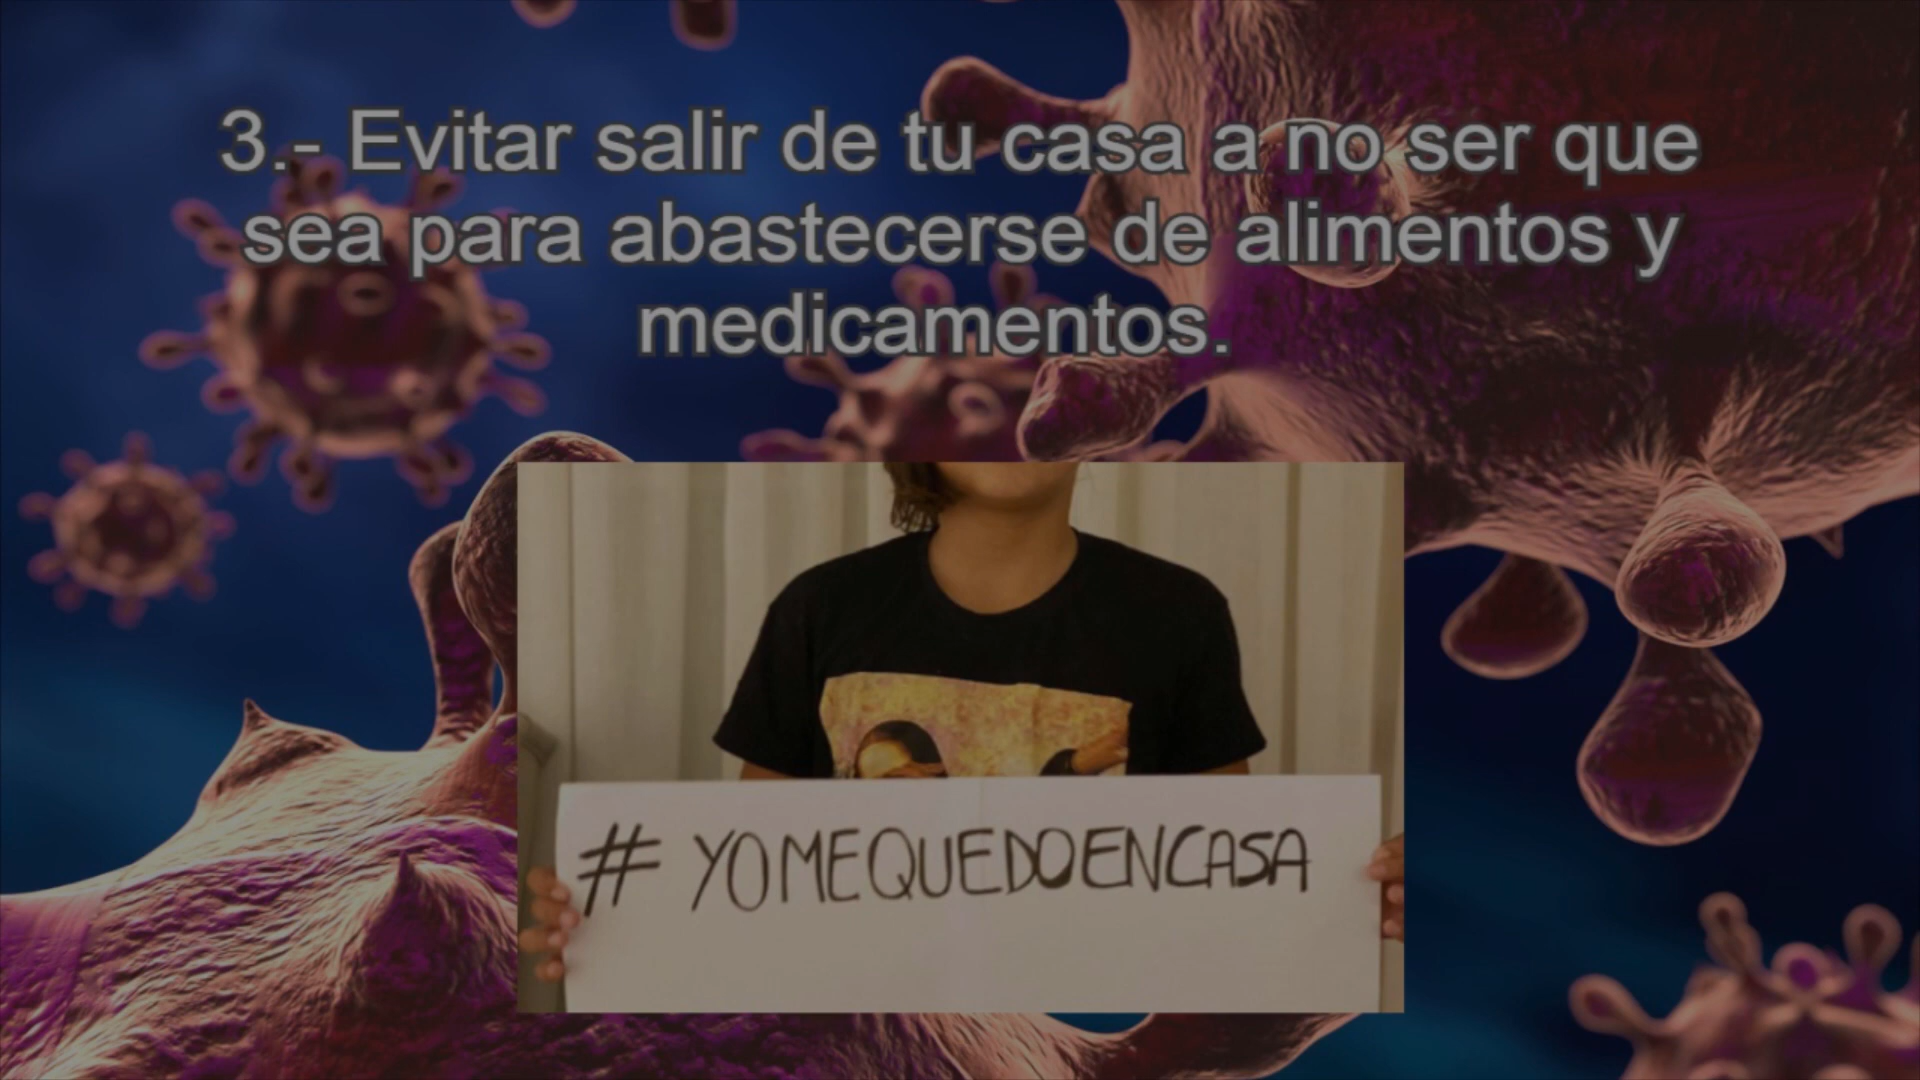 3.- Evitar salir de tu casa a no ser que
sea para abastecerse de alimentos y
medicamentos.
# YOMEQUEDOENCASA